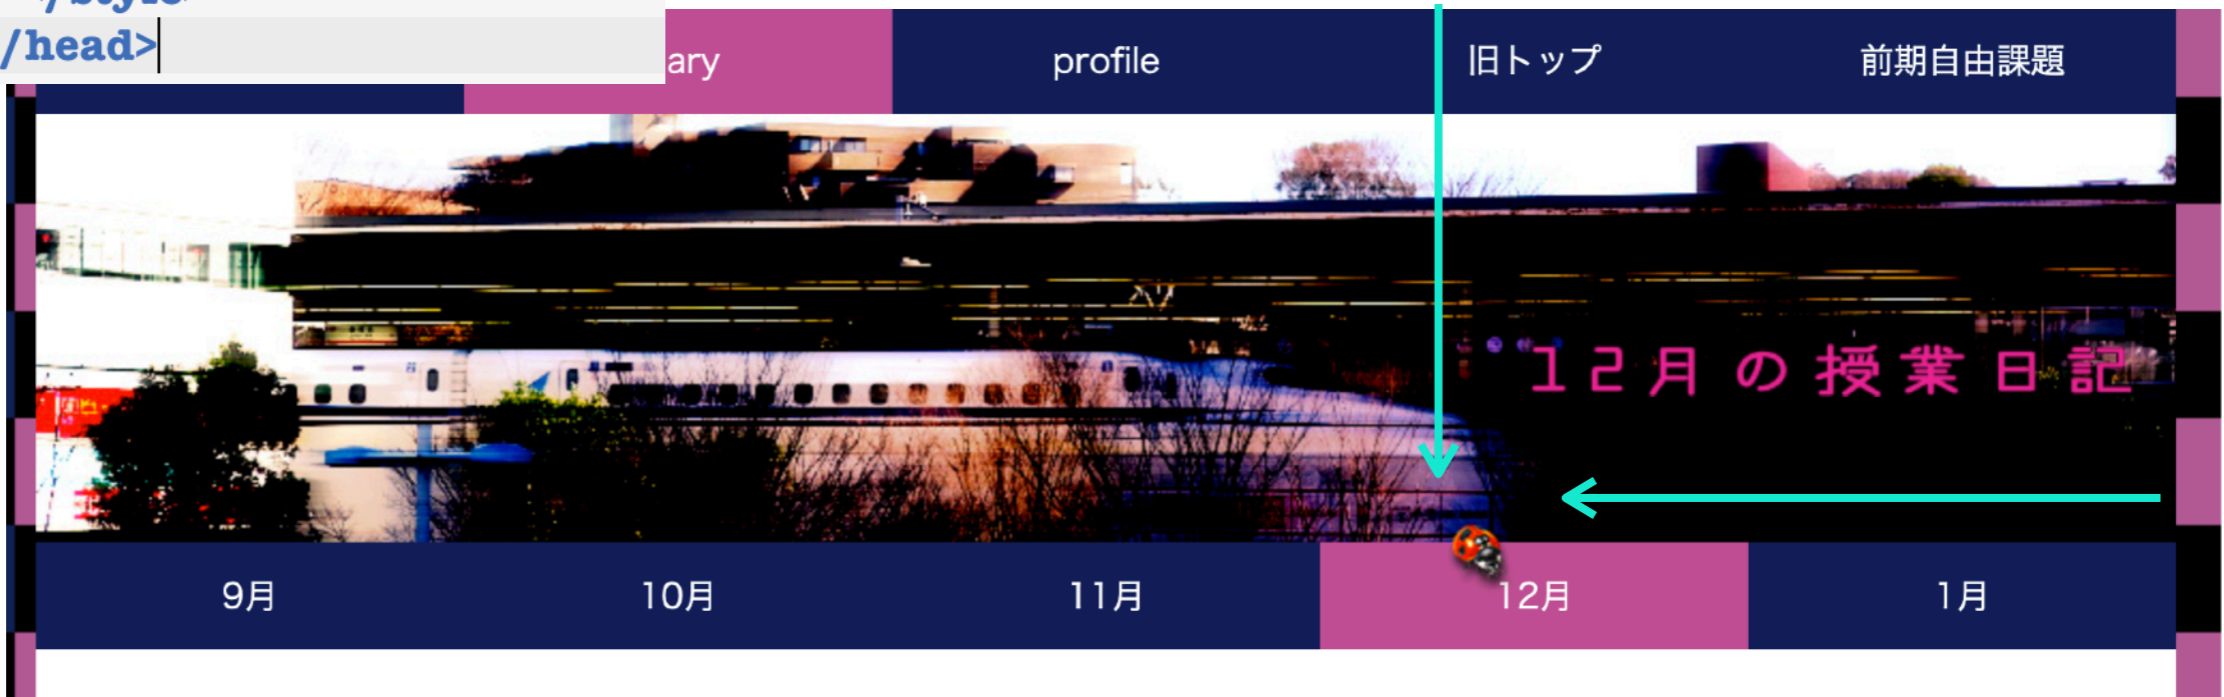 /style
/head>
ary
profile
旧トップ
前期自由課題
12月の授業日記
9月
10月
11月
12月
1月